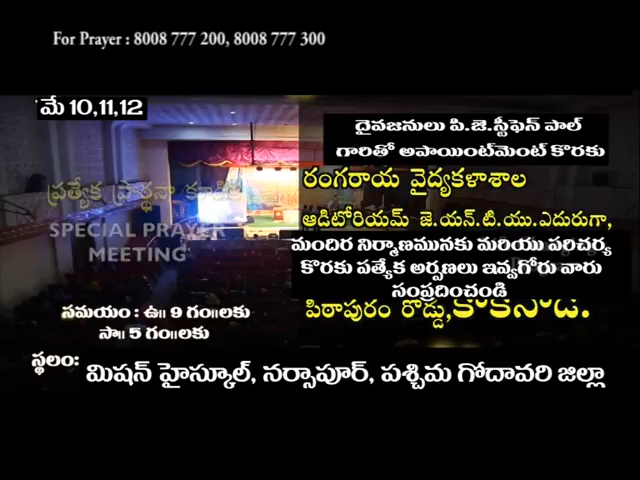 For Prayer : 8008 777 200, 8008 777 300
మే 10,11,12
దైవజనులు పి.జె.స్టీఫెన్ పాల్
గారితో అపాయింట్‌మెంట్ కొరకు
రంగరాయ వైద్యకళాశాల
ప్రత్యేక ప్రార్థనా కూడిక
ఆడిటోరియమ్ జె.యన్.టి.యు.ఎదురుగా,
SPECIAL PRAYER
MEETING
మందిర నిర్మాణమునకు మరియు పరిచర్య
కొరకు పత్యేక అర్పణలు ఇవ్వగోరు వారు
సంప్రదించండి
పిఠాపురం రోడ్డు,కాకినాడ.
సమయం : ఉ॥ 9 గం॥లకు
సా॥ 5 గం॥లకు
స్థలం:
మిషన్ హైస్కూల్, నర్సాపూర్, పశ్చిమ గోదావరి జిల్లా